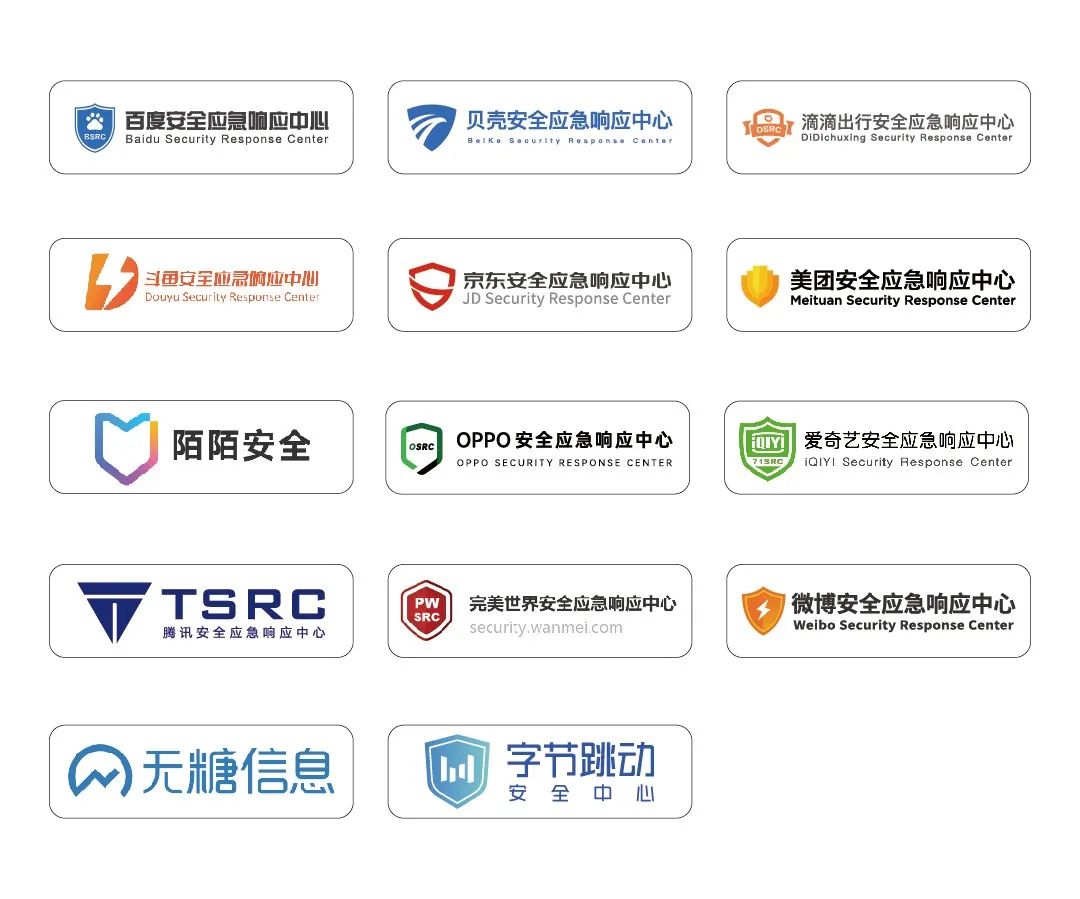 BSRC
百度安全应急响应中心
Baidu Security Response Center
贝壳安全应急响应中心
BeiKe Security Response Center
DSRC
滴滴出行安全应急响应中心
DiDichuxing Security Response Center
斗鱼安全应急响应中心
Douyu Security Response Center
京东安全应急响应中心
JD Security Response Center
美团安全应急响应中心
Meituan Security Response Center
陌陌安全
OSRC
OPPO 安全应急响应中心
OPPO SECURITY RESPONSE CENTER
iQIYI
71SRC
爱奇艺安全应急响应中心
iQIYI Security Response Center
TSRC
腾讯安全应急响应中心
PW
SRC
完美世界安全应急响应中心
security.wanmei.com
微博安全应急响应中心
Weibo Security Response Center
无糖信息
字节跳动
安全中心